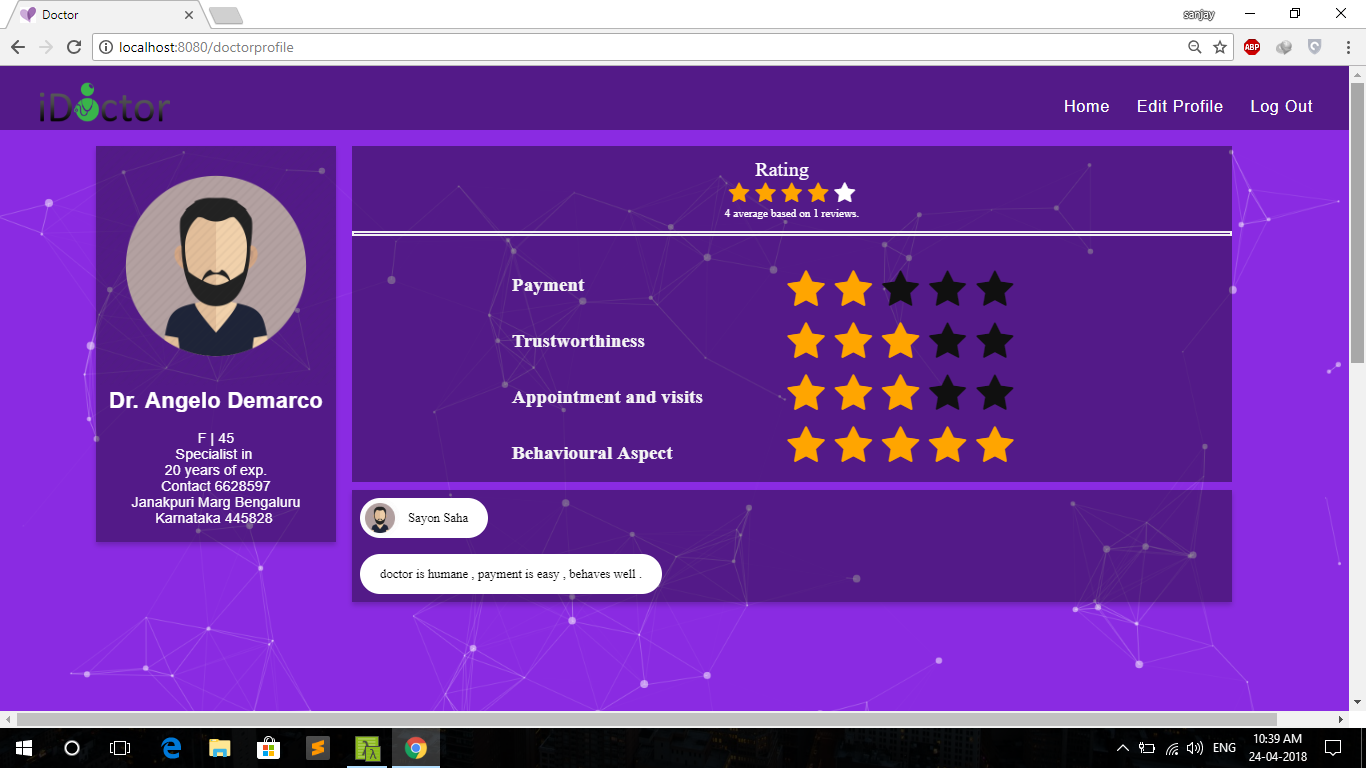 Doctor
sanjay
localhost:8080/doctorprofile
ABP
iDoctor
Home Edit Profile Log Out
Dr. Angelo Demarco
F | 45
Specialist in
20 years of exp.
Contact 6628597
Janakpuri Marg Bengaluru
Karnataka 445828
Rating
4 average based on 1 reviews.
Payment
Trustworthiness
Appointment and visits
Behavioural Aspect
Sayon Saha
doctor is humane , payment is easy , behaves well .
ENG
10:39 AM
24-04-2018